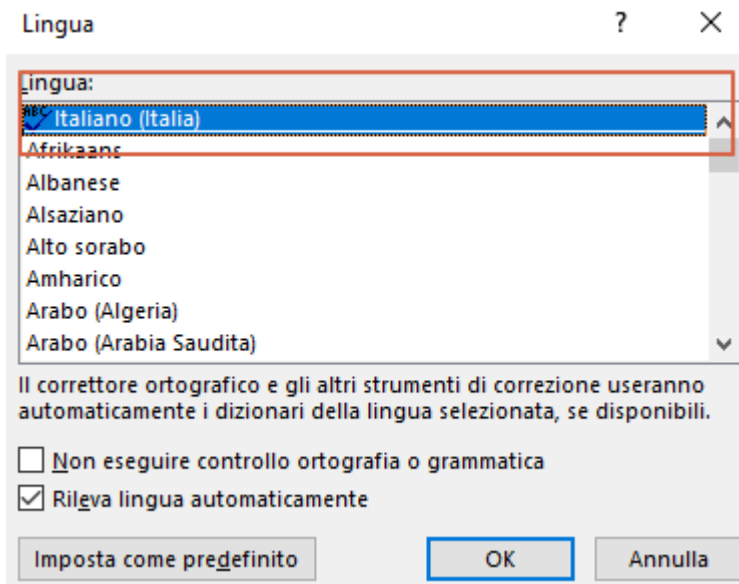 Lingua ?
Lingua:
ABC Italiano (Italia)
Afrikaans
Albanese
Alsaziano
Alto sorabo
Amharico
Arabo (Algeria)
Arabo (Arabia Saudita)
Il correttore ortografico e gli altri strumenti di correzione useranno
automaticamente i dizionari della lingua selezionata, se disponibili.
Non eseguire controllo ortografia o grammatica
Rileva lingua automaticamente
Imposta come predefinito OK Annulla